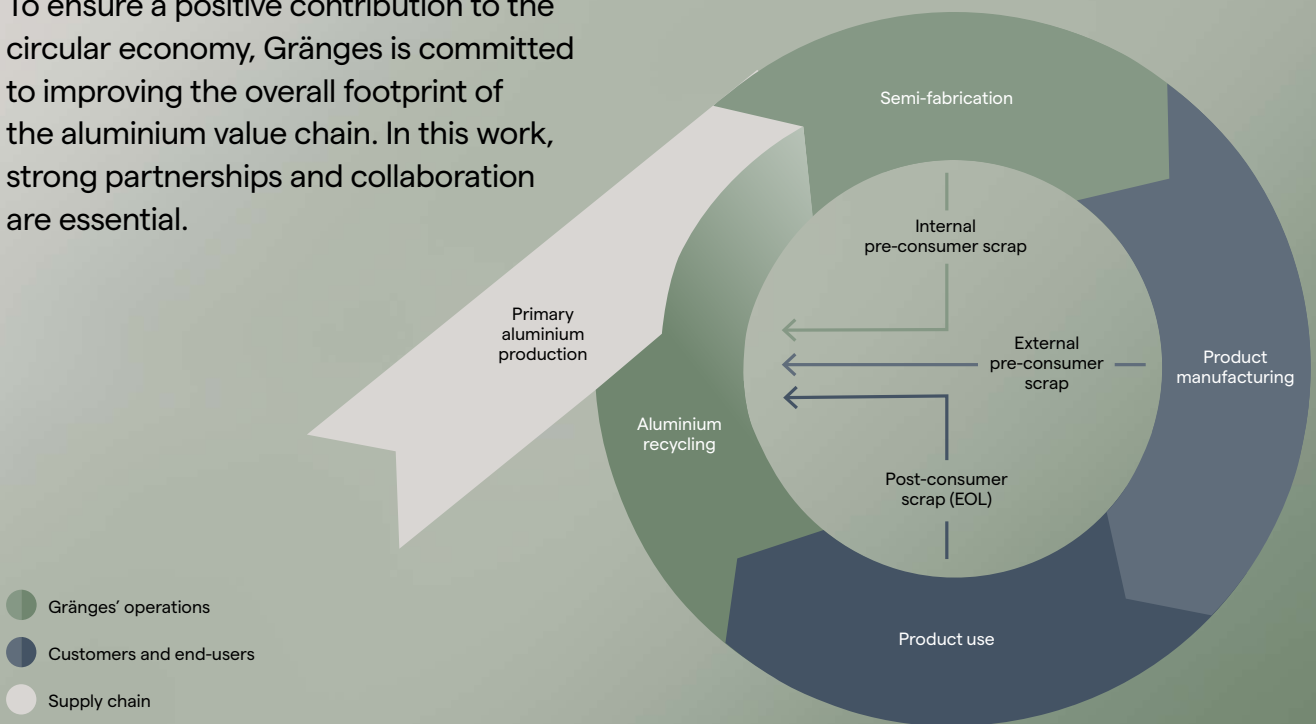 To ensure a positive contribution to the
circular economy, Gränges is committed
to improving the overall footprint of
the aluminium value chain. In this work,
strong partnerships and collaboration
are essential.
Semi-fabrication
Internal
pre-consumer scrap
Primary
aluminium
production
External
pre-consumer
scrap
Product
manufacturing
Aluminium
recycling
Post-consumer
scrap (EOL)
Product use
Gränges’ operations
Customers and end-users
Supply chain